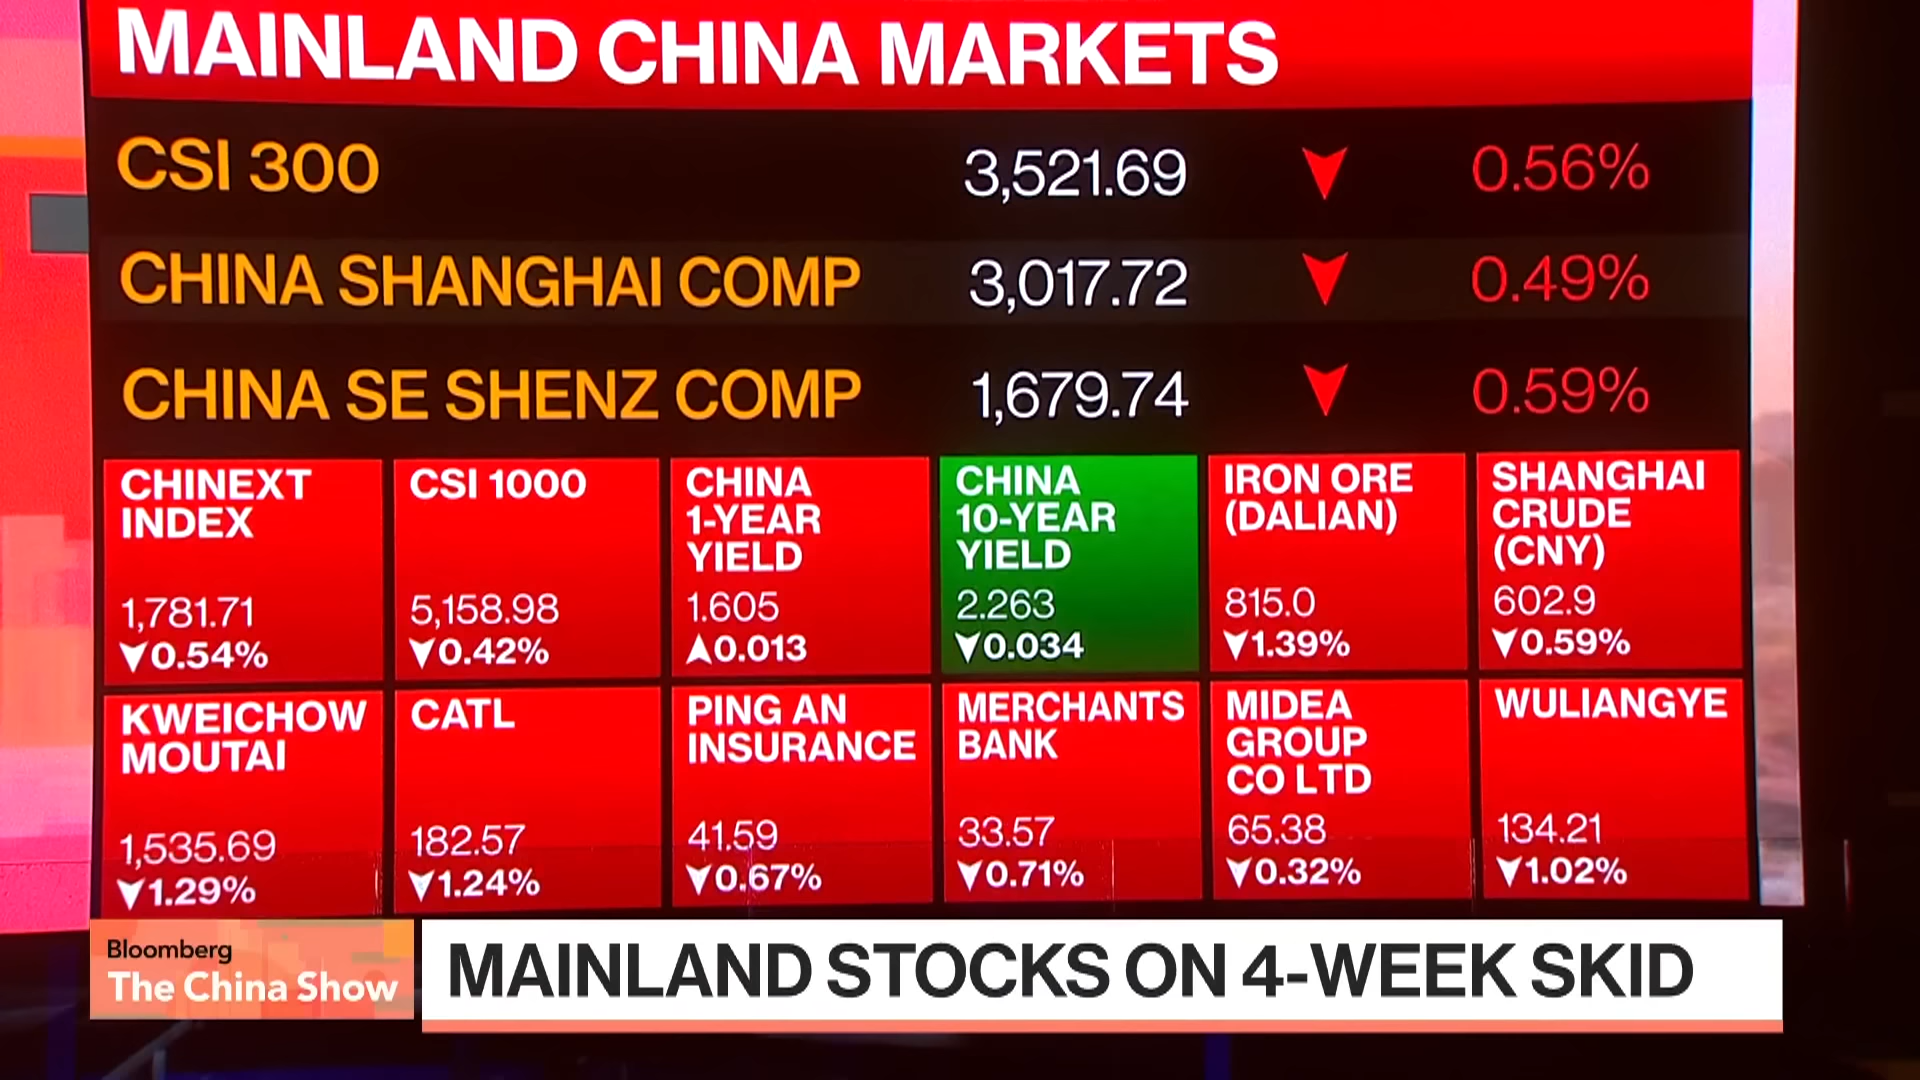 MAINLAND CHINA MARKETS
CSI 300 3,521.69 ▼ 0.56%
CHINA SHANGHAI COMP 3,017.72 ▼ 0.49%
CHINA SE SHENZ COMP 1,679.74 ▼ 0.59%
CHINEXT
INDEX
1,781.71
▼0.54%
CSI 1000
5,158.98
▼0.42%
CHINA
1-YEAR
YIELD
1.605
▲0.013
CHINA
10-YEAR
YIELD
2.263
▼0.034
IRON ORE
(DALIAN)
815.0
▼1.39%
SHANGHAI
CRUDE
(CNY)
602.9
▼0.59%
KWEICHOW
MOUTAI
1,535.69
▼1.29%
CATL
182.57
▼1.24%
PING AN
INSURANCE
41.59
▼0.67%
MERCHANTS
BANK
33.57
▼0.71%
MIDEA
GROUP
CO LTD
65.38
▼0.32%
WULIANGYE
134.21
▼1.02%
Bloomberg
The China Show
MAINLAND STOCKS ON 4-WEEK SKID